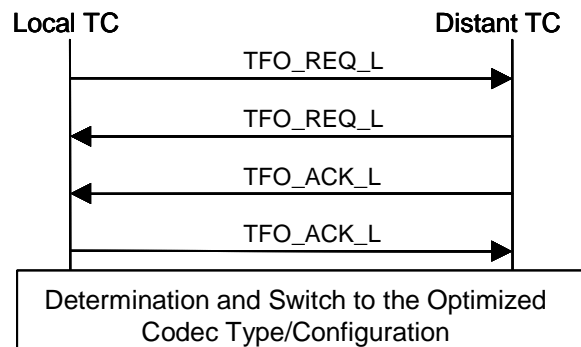 Local TC
Distant TC
TFO_REQ_L
TFO_REQ_L
TFO_ACK_L
TFO_ACK_L
Determination and Switch to the Optimized
Codec Type/Configuration